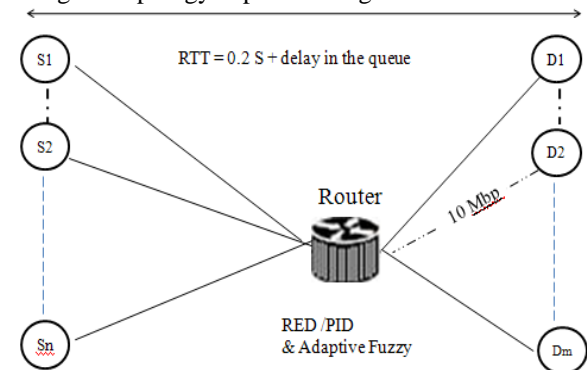 RTT = 0.2 S + delay in the queue
S1
D1
S2
D2
Router
10 Mbp
RED /PID
& Adaptive Fuzzy
Sn
Dm